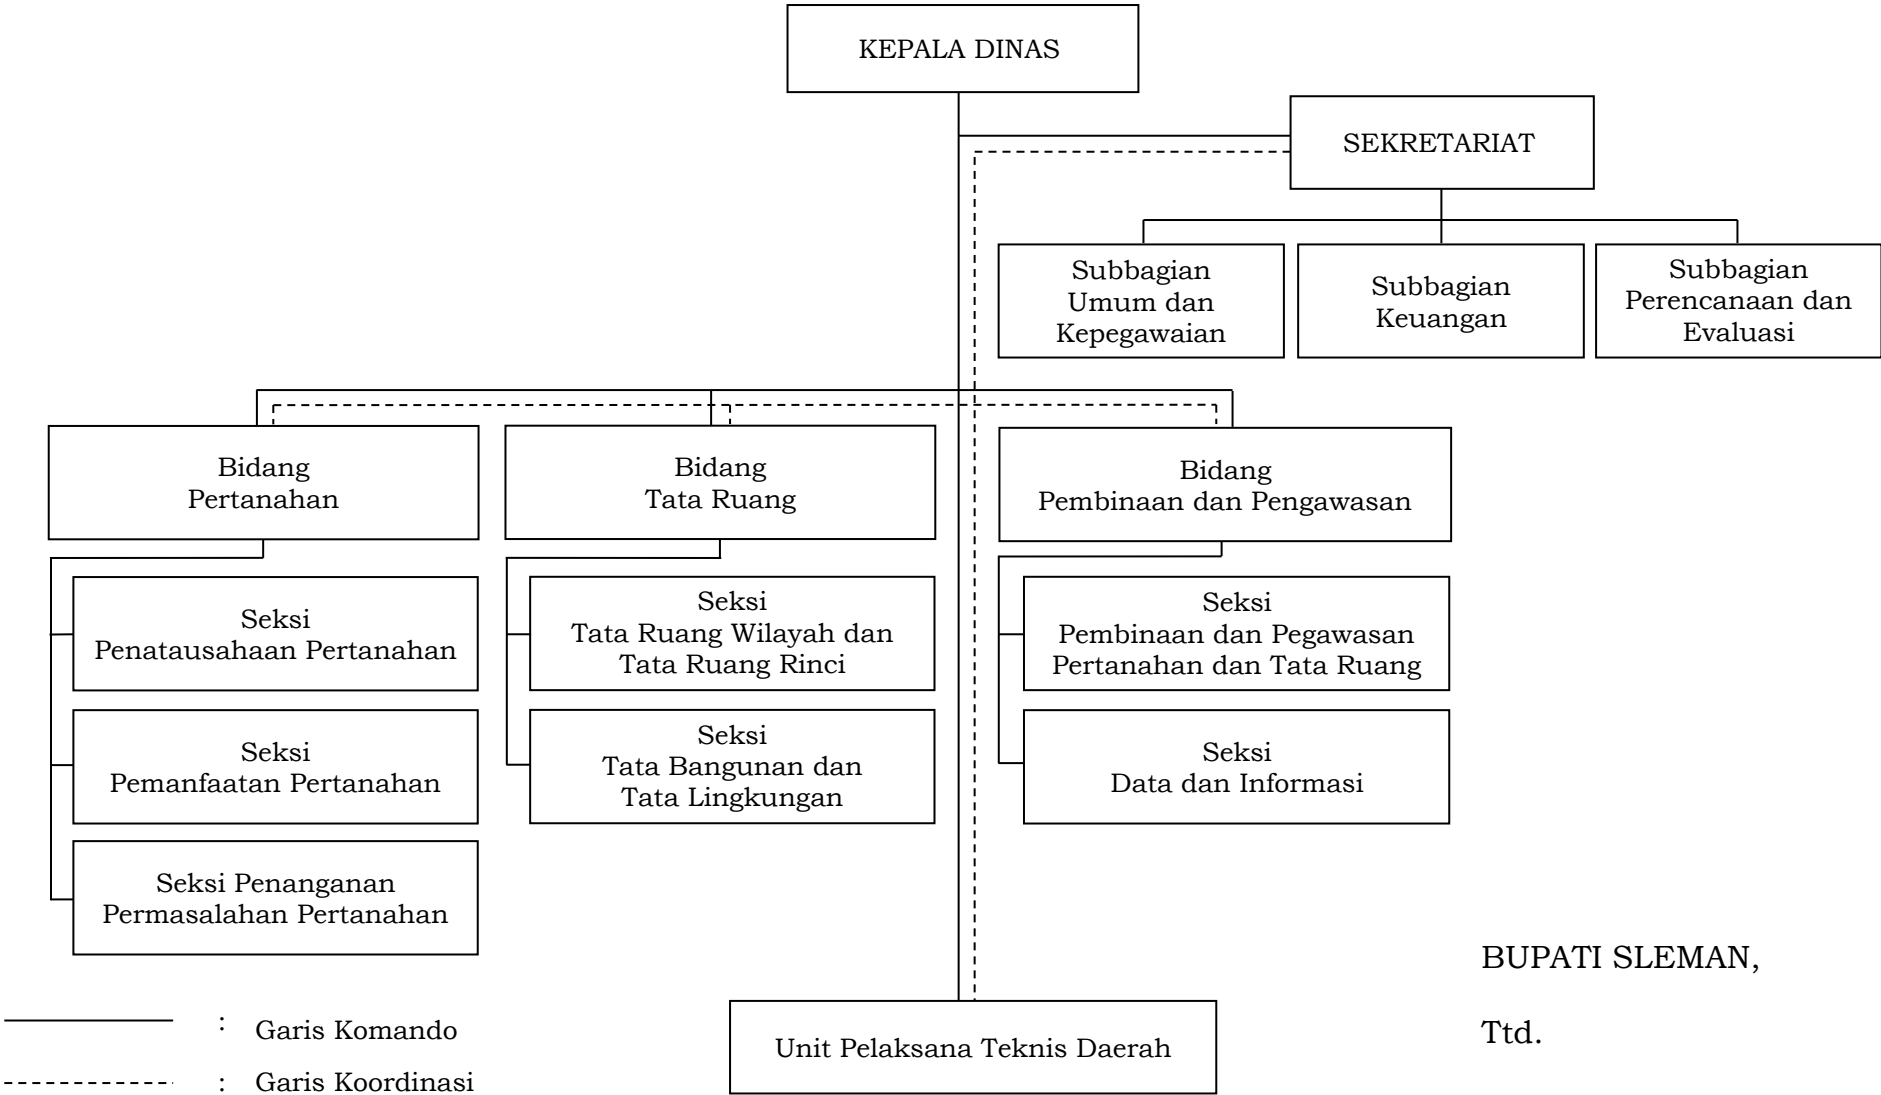 KEPALA DINAS
SEKRETARIAT
Subbagian
Umum dan
Kepegawaian
Subbagian
Keuangan
Subbagian
Perencanaan dan
Evaluasi
Bidang
Pertanahan
Bidang
Tata Ruang
Bidang
Pembinaan dan Pengawasan
Seksi
Penatausahaan Pertanahan
Seksi
Tata Ruang Wilayah dan
Tata Ruang Rinci
Seksi
Pembinaan dan Pegawasan
Pertanahan dan Tata Ruang
Seksi
Pemanfaatan Pertanahan
Seksi
Tata Bangunan dan
Tata Lingkungan
Seksi
Data dan Informasi
Seksi Penanganan
Permasalahan Pertanahan
BUPATI SLEMAN,
Ttd.
Unit Pelaksana Teknis Daerah
: Garis Komando
: Garis Koordinasi